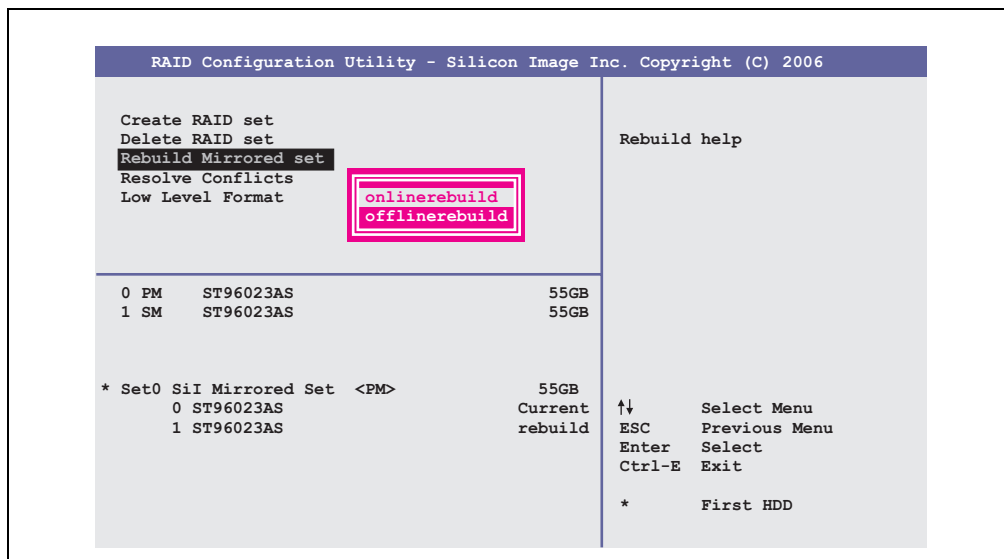 RAID Configuration Utility - Silicon Image Inc. Copyright (C) 2006
Create RAID set
Delete RAID set
Rebuild Mirrored set
Resolve Conflicts
Low Level Format
onlinerebuild
offlinerebuild
Rebuild help
0 PM ST96023AS 55GB
1 SM ST96023AS 55GB
* Set0 SiI Mirrored Set <PM> 55GB
0 ST96023AS Current
1 ST96023AS rebuild
↑↓ Select Menu
ESC Previous Menu
Enter Select
Ctrl-E Exit
* First HDD